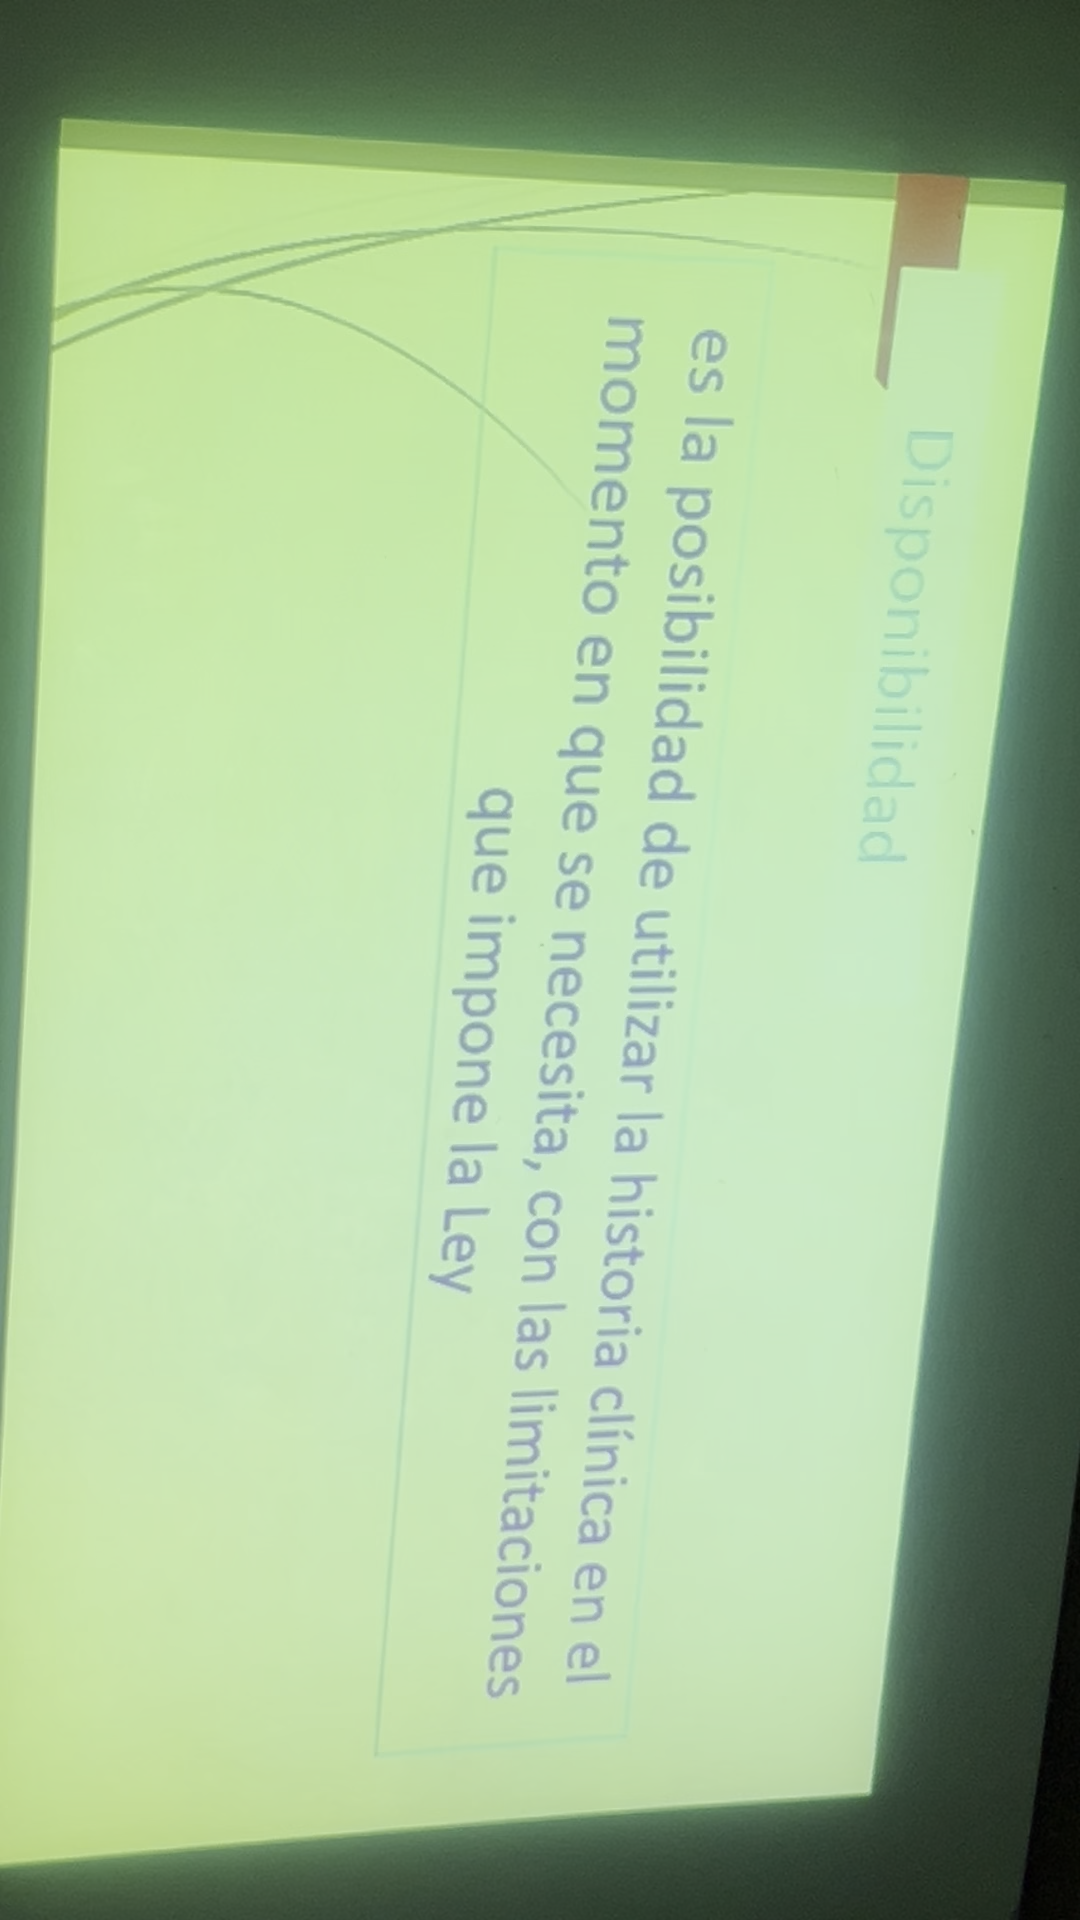 Disponibilidad
es la posibilidad de utilizar la historia clínica en el
momento en que se necesita, con las limitaciones
que impone la Ley